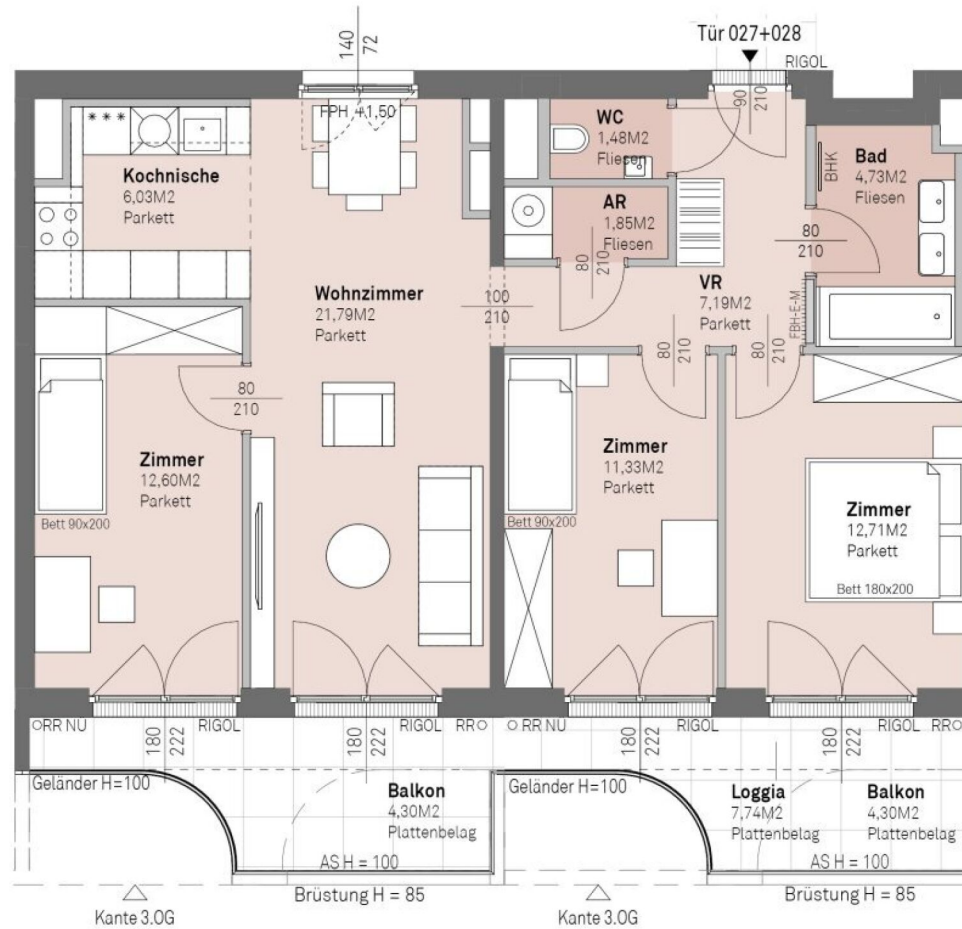 140
72
Tür 027+028
RIGOL
FPH +1,50
90
210
WC
1,48M2
Fliesen
Kochnische
6,03M2
Parkett
AR
1,85M2
Fliesen
BHK
Bad
4,73M2
Fliesen
80
210
80
210
Wohnzimmer
21,79M2
Parkett
100
210
VR
7,19M2
Parkett
FBH-E-M
80
210
80
210
80
210
Zimmer
12,60M2
Parkett
Bett 90x200
Zimmer
11,33M2
Parkett
Bett 90x200
Zimmer
12,71M2
Parkett
Bett 180x200
RR NU
180
222
RIGOL
180
222
RR
RR NU
180
222
RIGOL
180
222
RIGOL
RR
Geländer H=100
Balkon
4,30M2
Plattenbelag
AS H = 100
Geländer H=100
Loggia
7,74M2
Plattenbelag
Balkon
4,30M2
Plattenbelag
AS H = 100
Brüstung H = 85
Brüstung H = 85
Kante 3.OG
Kante 3.OG